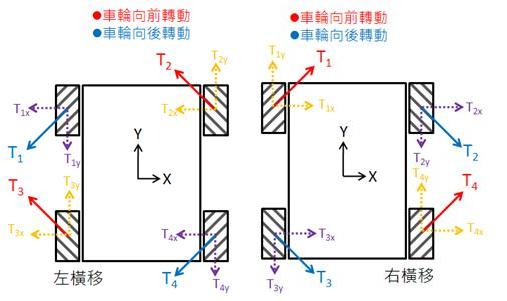 ●車輪向前轉動
●車輪向後轉動
T2
T2y
T1x
T2x
T1
T1y
Y
X
T3
T3y
T3x
T4x
T4
T4y
左橫移
●車輪向前轉動
●車輪向後轉動
T1y
T1
T1x
T2x
T2y
T2
Y
X
T4y
T4
T3x
T4x
T3y
T3
右橫移